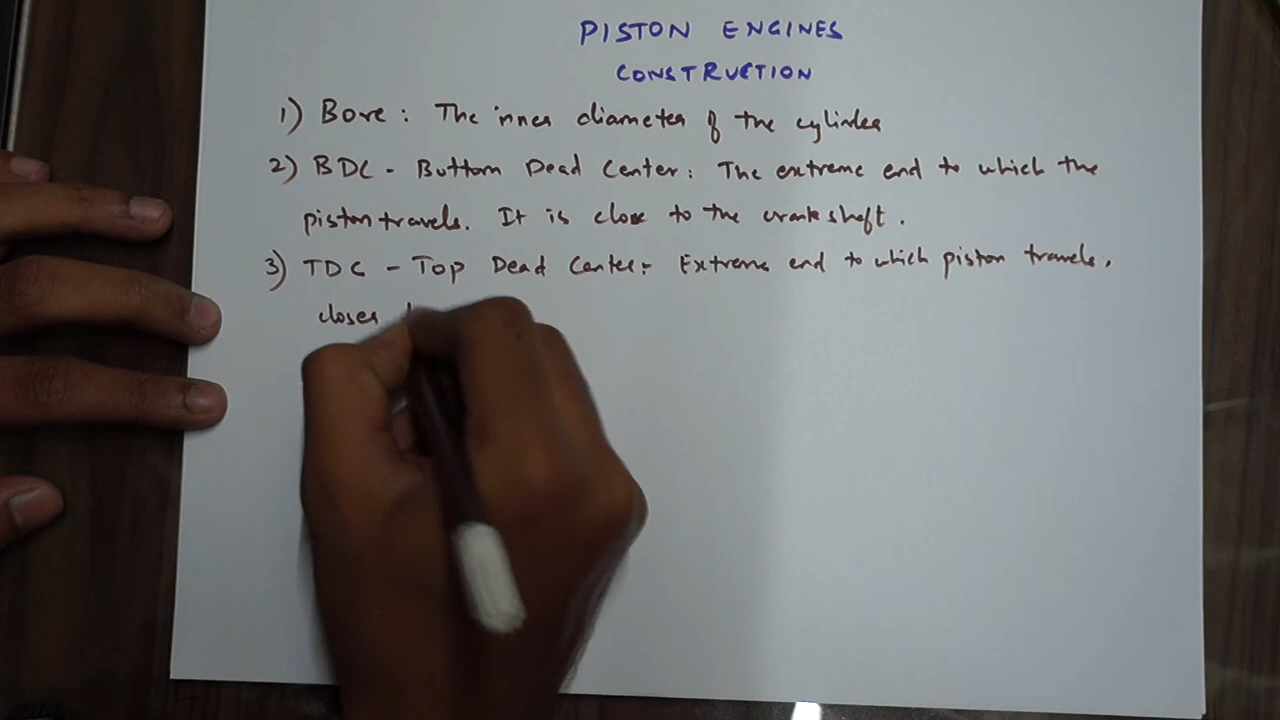 PISTON ENGINES
CONSTRUCTION
1) Bore : The inner diameter of the cylinder
2) BDC - Bottom Dead Center : The extreme end to which the
piston travels. It is close to the crankshaft .
3) TDC - Top Dead Center :- Extreme end to which piston travels .
closer